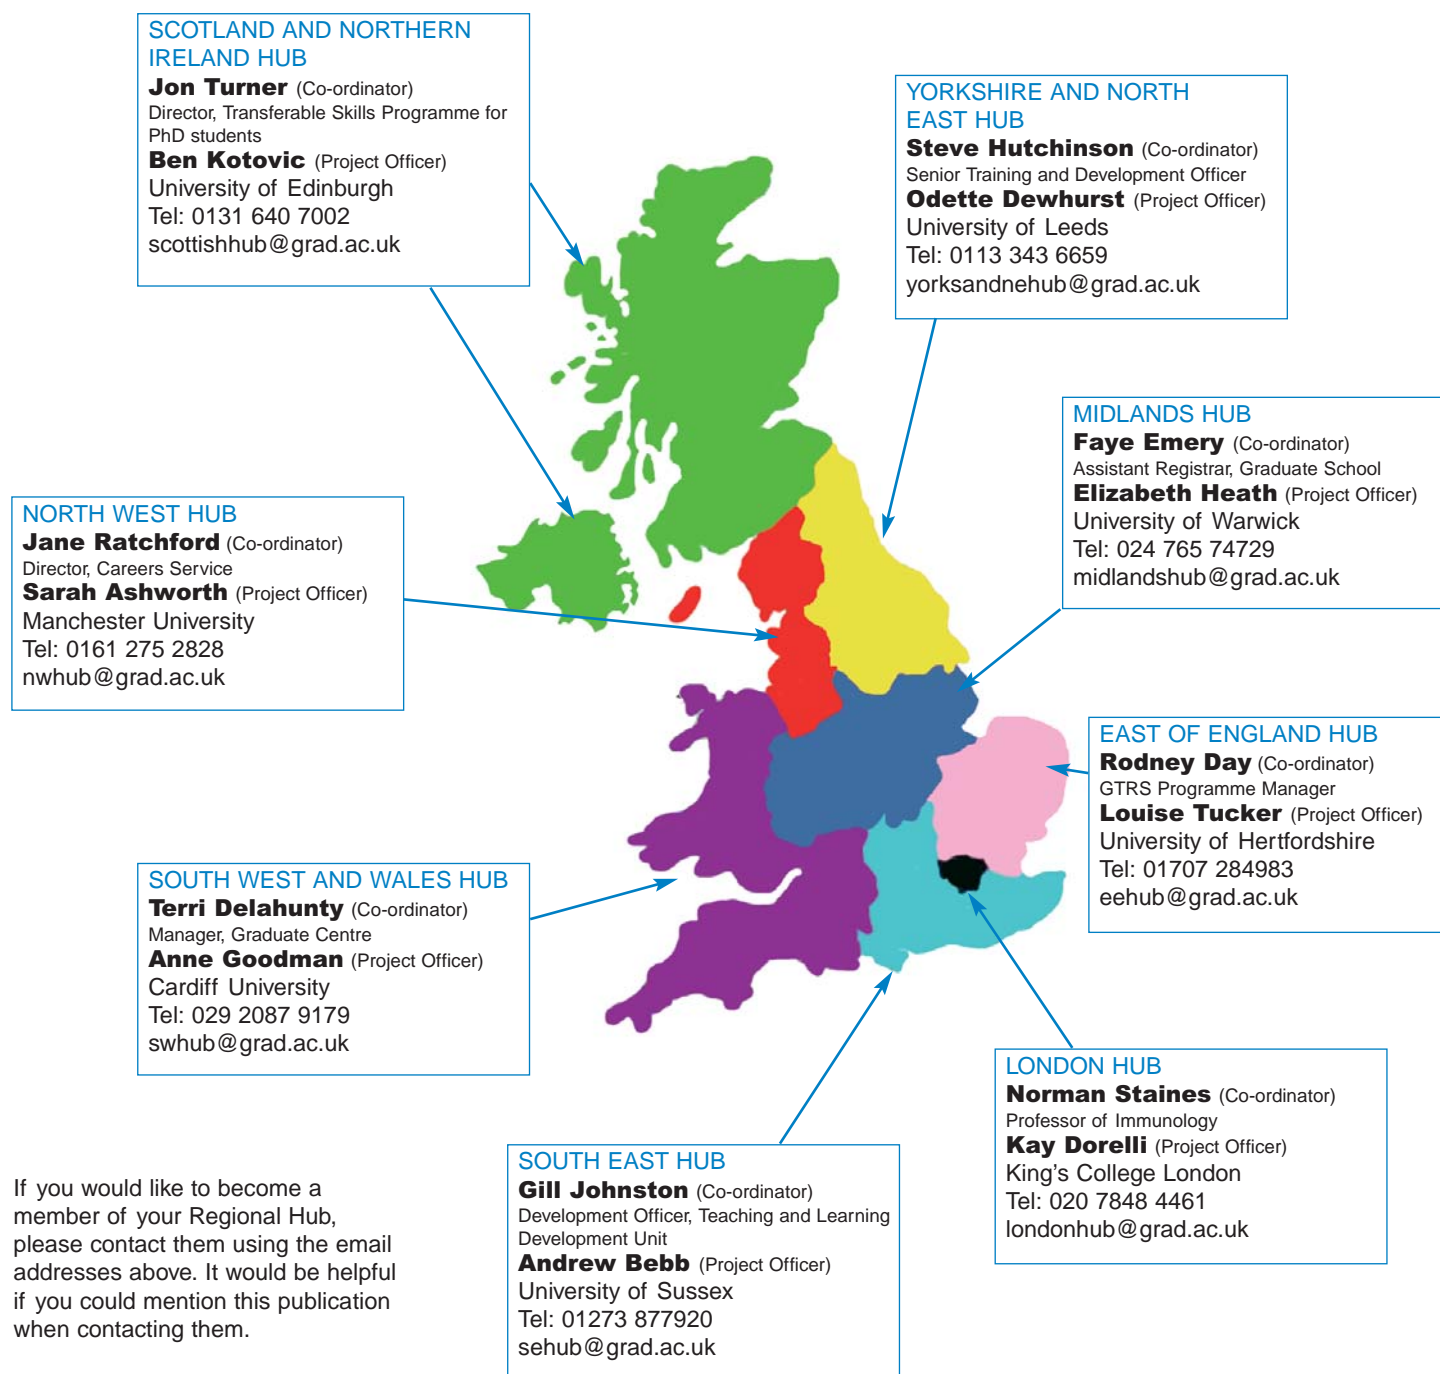 SCOTLAND AND NORTHERN
IRELAND HUB
Jon Turner (Co-ordinator)
Director, Transferable Skills Programme for
PhD students
Ben Kotovic (Project Officer)
University of Edinburgh
Tel: 0131 640 7002
scottishhub@grad.ac.uk
YORKSHIRE AND NORTH
EAST HUB
Steve Hutchinson (Co-ordinator)
Senior Training and Development Officer
Odette Dewhurst (Project Officer)
University of Leeds
Tel: 0113 343 6659
yorksandnehub@grad.ac.uk
MIDLANDS HUB
Faye Emery (Co-ordinator)
Assistant Registrar, Graduate School
Elizabeth Heath (Project Officer)
University of Warwick
Tel: 024 765 74729
midlandshub@grad.ac.uk
NORTH WEST HUB
Jane Ratchford (Co-ordinator)
Director, Careers Service
Sarah Ashworth (Project Officer)
Manchester University
Tel: 0161 275 2828
nwhub@grad.ac.uk
EAST OF ENGLAND HUB
Rodney Day (Co-ordinator)
GTRS Programme Manager
Louise Tucker (Project Officer)
University of Hertfordshire
Tel: 01707 284983
eehub@grad.ac.uk
SOUTH WEST AND WALES HUB
Terri Delahunty (Co-ordinator)
Manager, Graduate Centre
Anne Goodman (Project Officer)
Cardiff University
Tel: 029 2087 9179
swhub@grad.ac.uk
LONDON HUB
Norman Staines (Co-ordinator)
Professor of Immunology
Kay Dorelli (Project Officer)
King's College London
Tel: 020 7848 4461
londonhub@grad.ac.uk
SOUTH EAST HUB
Gill Johnston (Co-ordinator)
Development Officer, Teaching and Learning
Development Unit
Andrew Bebb (Project Officer)
University of Sussex
Tel: 01273 877920
sehub@grad.ac.uk
If you would like to become a
member of your Regional Hub,
please contact them using the email
addresses above. It would be helpful
if you could mention this publication
when contacting them.